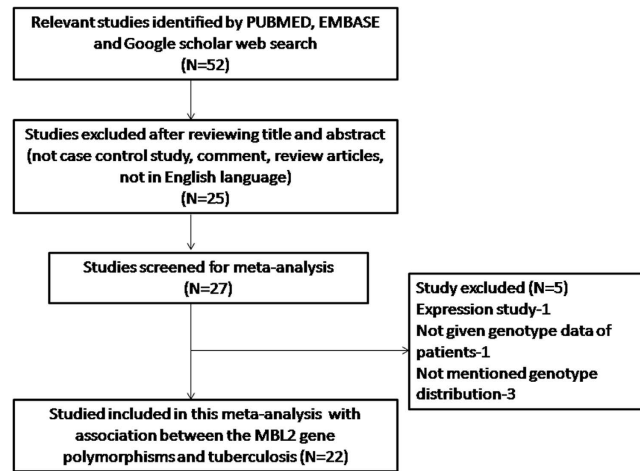 Relevant studies identified by PUBMED, EMBASE
and Google scholar web search
(N=52)
Studies excluded after reviewing title and abstract
(not case control study, comment, review articles,
not in English language)
(N=25)
Studies screened for meta-analysis
(N=27)
Study excluded (N=5)
Expression study-1
Not given genotype data of
patients-1
Not mentioned genotype
distribution-3
Studied included in this meta-analysis with
association between the MBL2 gene
polymorphisms and tuberculosis (N=22)